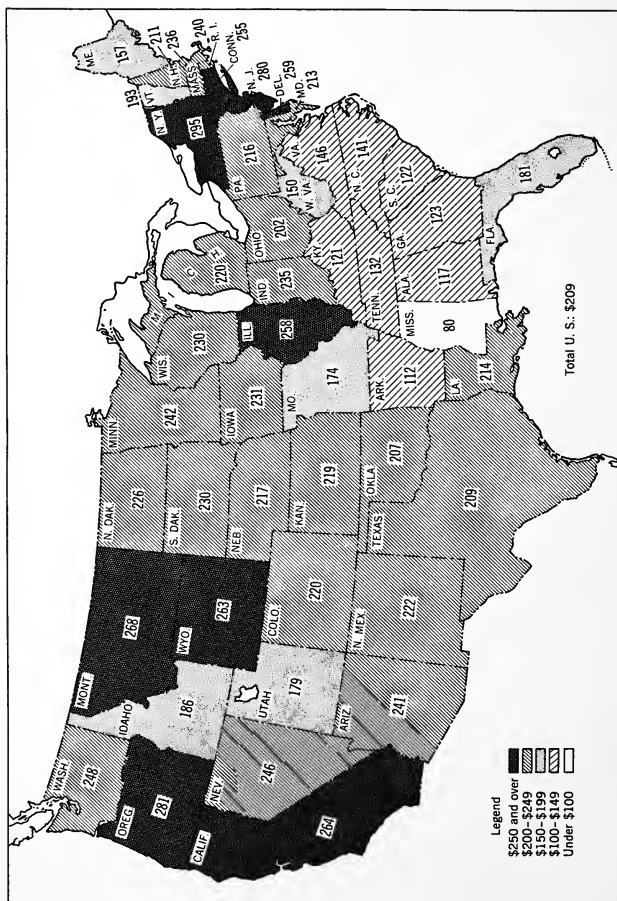 WASH.
248
OREG.
281
CALIF.
264
NEV.
246
IDAHO
186
MONT.
268
WYO.
263
UTAH
179
ARIZ.
241
COLO.
220
N. MEX.
222
N. DAK.
226
S. DAK.
230
NEB.
217
KAN.
219
OKLA.
207
TEXAS
209
MINN.
242
IOWA
231
MO.
174
ARK.
112
LA.
214
WIS.
230
ILL.
258
MICH.
220
IND.
235
OHIO
202
KY.
121
TENN.
132
MISS.
80
ALA.
117
GA.
123
FLA.
181
S. C.
122
N. C.
141
VA.
146
W. VA.
150
PA.
216
N. Y.
295
VT.
193
N.H.
211
ME.
157
MASS.
236
R. I.
240
CONN.
255
N. J.
280
DEL.
259
MD.
213
Legend
$250 and over
$200-$249
$150-$199
$100-$149
Under $100
Total U. S.: $209